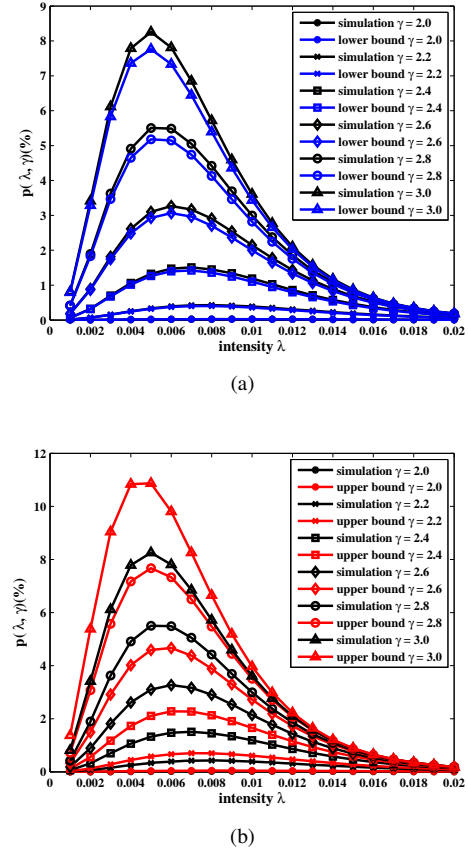 (a)
9
8
7
6
5
4
3
2
1
0
p( λ, γ)(%)
simulation γ = 2.0
lower bound γ = 2.0
simulation γ = 2.2
lower bound γ = 2.2
simulation γ = 2.4
lower bound γ = 2.4
simulation γ = 2.6
lower bound γ = 2.6
simulation γ = 2.8
lower bound γ = 2.8
simulation γ = 3.0
lower bound γ = 3.0
0 0.002 0.004 0.006 0.008 0.01 0.012 0.014 0.016 0.018 0.02
intensity λ
(b)
12
10
8
6
4
2
0
p( λ, γ)(%)
simulation γ = 2.0
upper bound γ = 2.0
simulation γ = 2.2
upper bound γ = 2.2
simulation γ = 2.4
upper bound γ = 2.4
simulation γ = 2.6
upper bound γ = 2.6
simulation γ = 2.8
upper bound γ = 2.8
simulation γ = 3.0
upper bound γ = 3.0
0 0.002 0.004 0.006 0.008 0.01 0.012 0.014 0.016 0.018 0.02
intensity λ